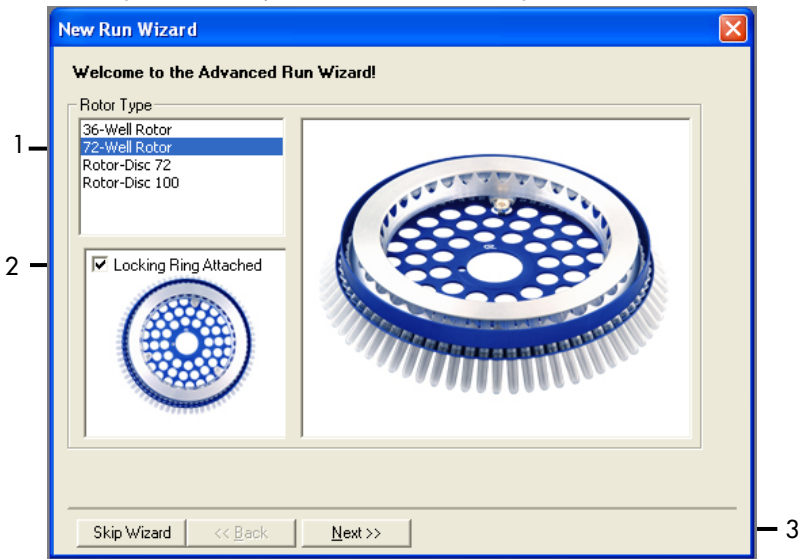 New Run Wizard
Welcome to the Advanced Run Wizard!
Rotor Type
1
36-Well Rotor
72-Well Rotor
Rotor-Disc 72
Rotor-Disc 100
2
Locking Ring Attached
Skip Wizard
<< Back
Next >>
3